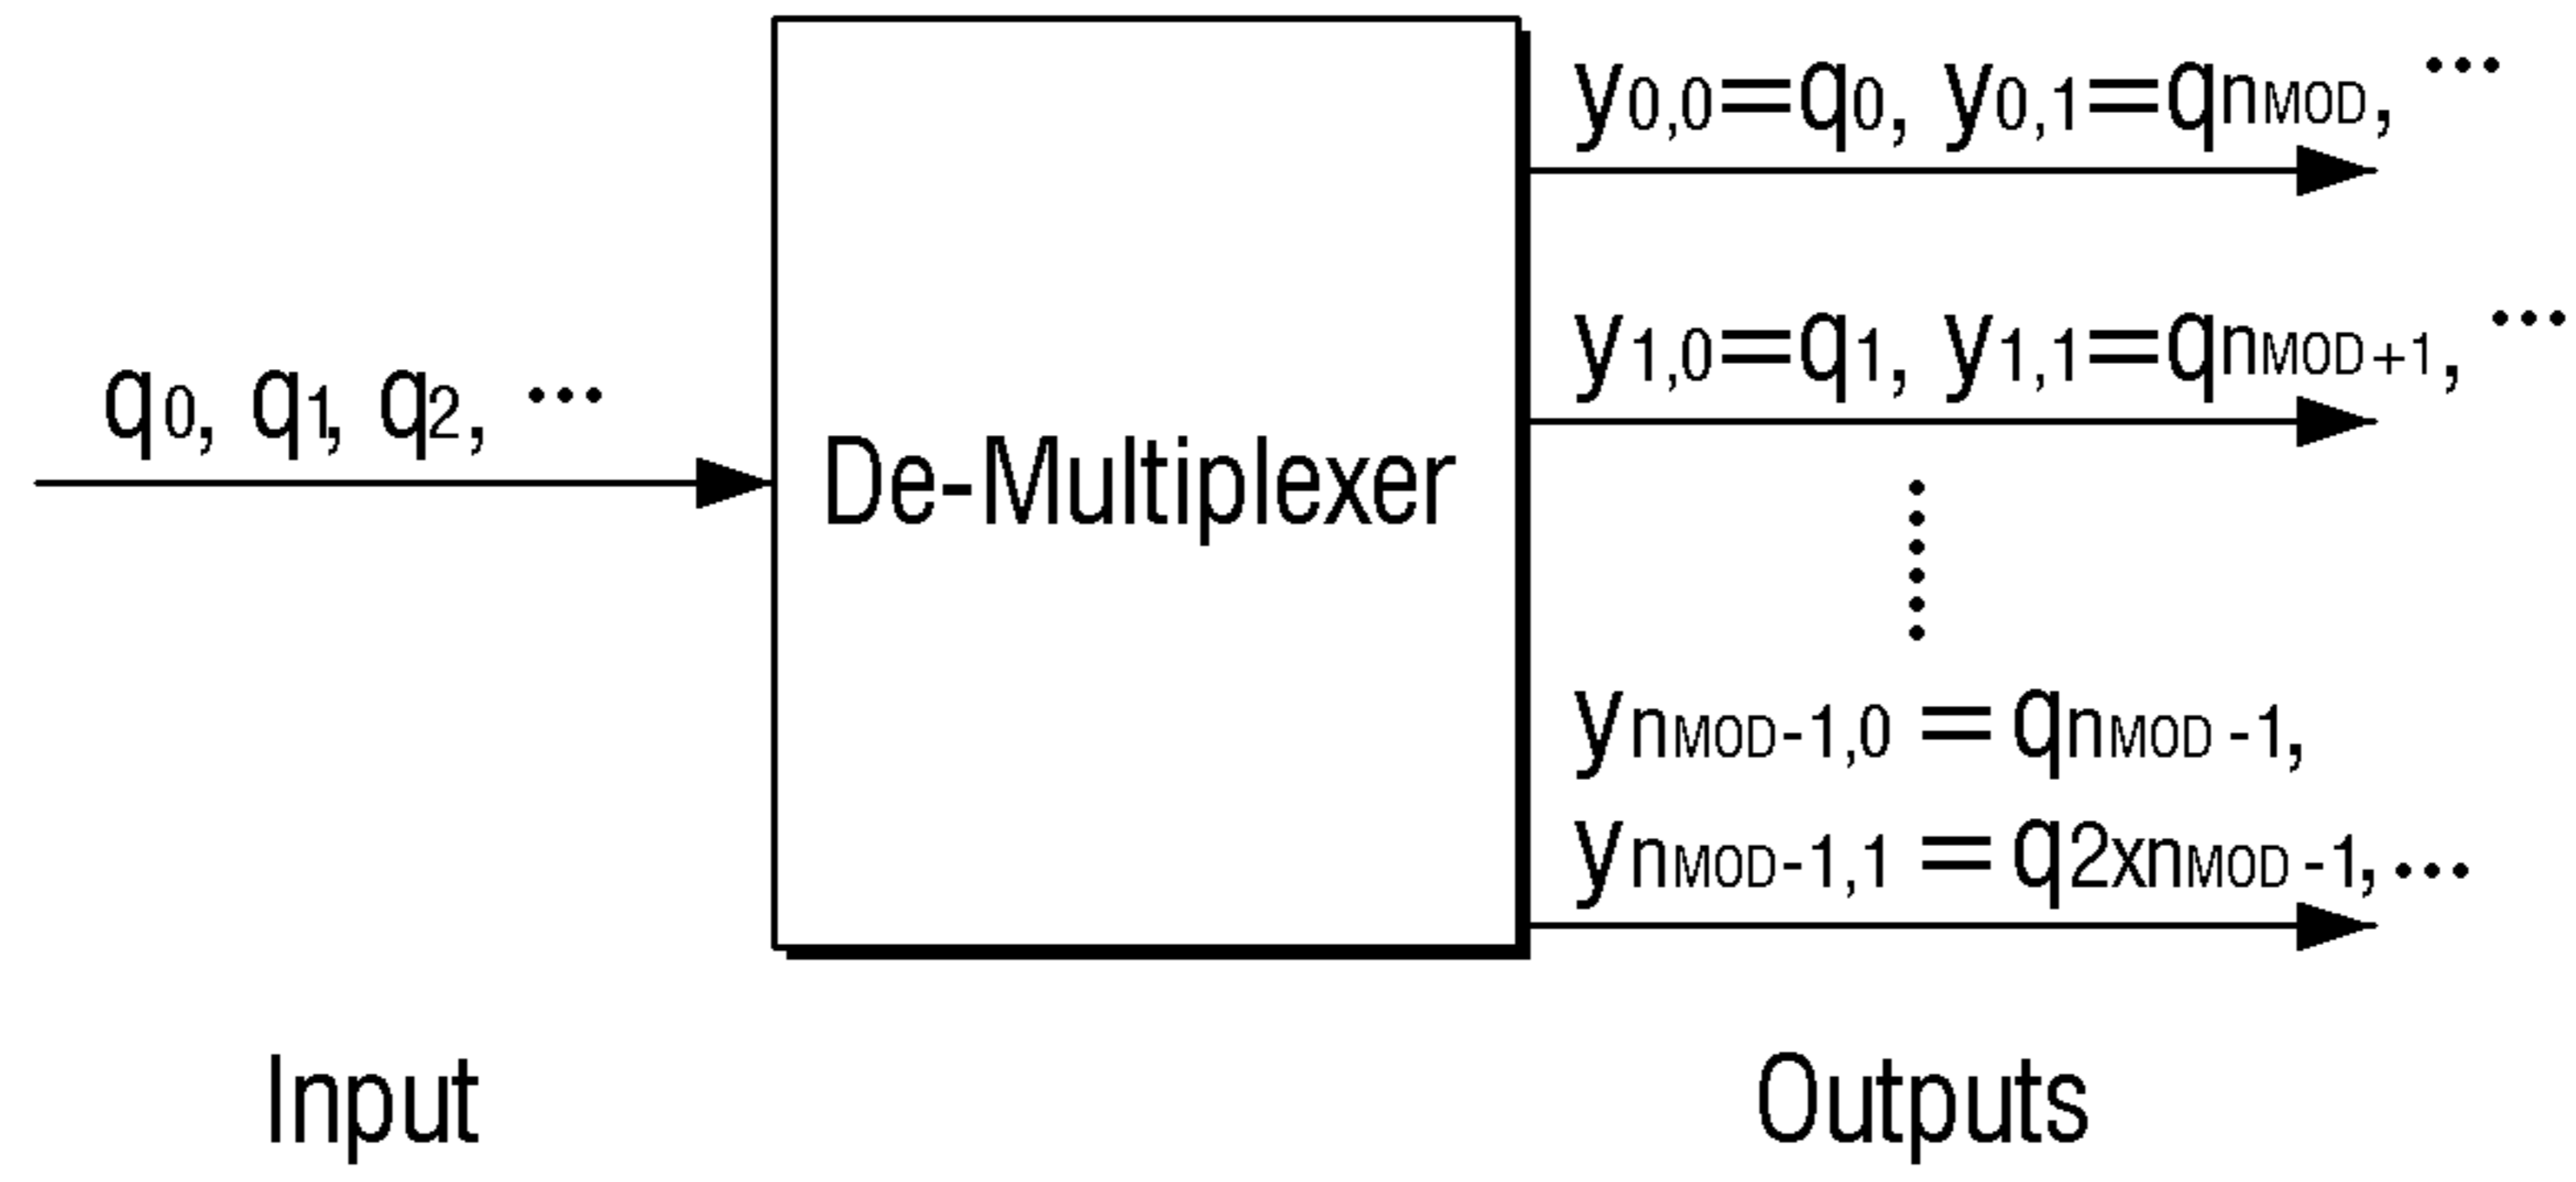 y0,0=q0, y0,1=qnMOD, ...
y1,0=q1, y1,1=qnMOD+1, ...
q0, q1, q2, ...
De-Multiplexer
ynMOD-1,0 = qnMOD-1,
ynMOD-1,1 = q2xnMOD-1, ...
Input
Outputs